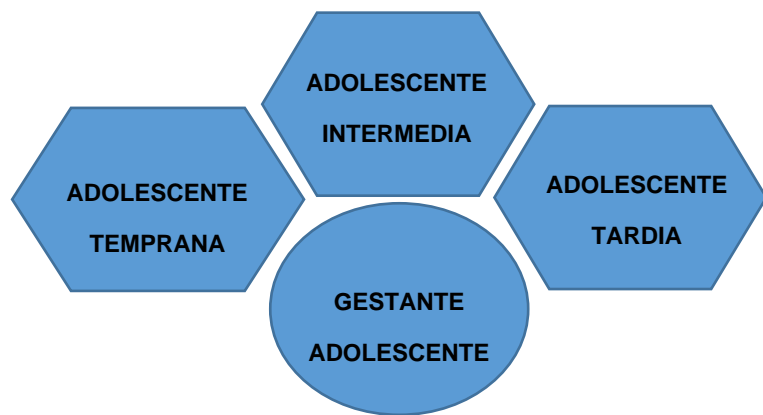 ADOLESCENTE
INTERMEDIA
ADOLESCENTE
TEMPRANA
ADOLESCENTE
TARDIA
GESTANTE
ADOLESCENTE